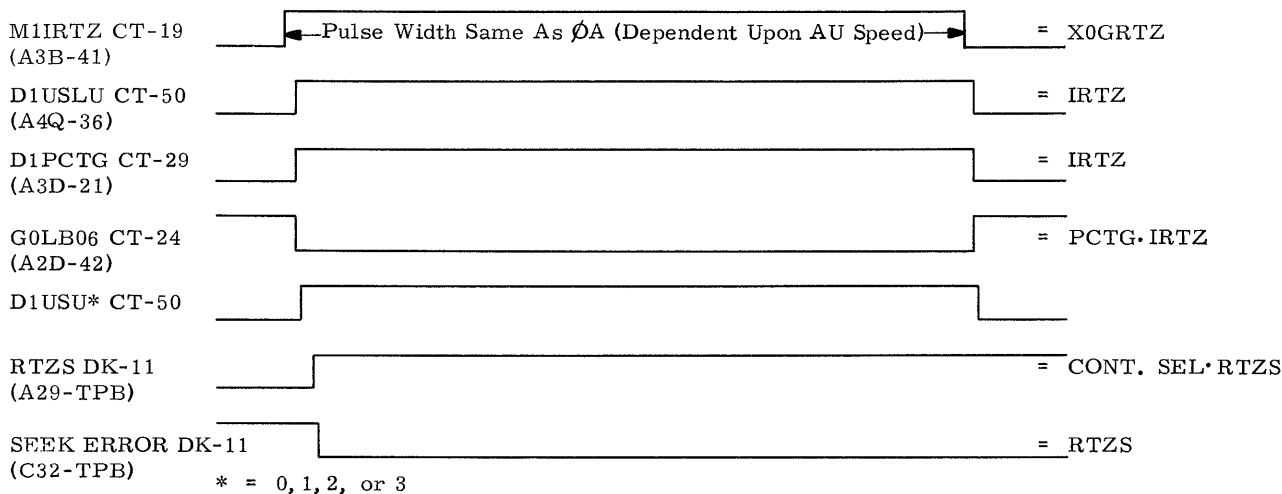 M1IRTZ CT-19 Pulse Width Same As ØA (Dependent Upon AU Speed) = X0GRTZ
(A3B-41)
D1USLU CT-50 = IRTZ
(A4Q-36)
D1PCTG CT-29 = IRTZ
(A3D-21)
G0LB06 CT-24 = PCTG·IRTZ
(A2D-42)
D1USU* CT-50
RTZS DK-11 = CONT. SEL·RTZS
(A29-TPB)
SEEK ERROR DK-11 = RTZS
(C32-TPB)
* = 0, 1, 2, or 3